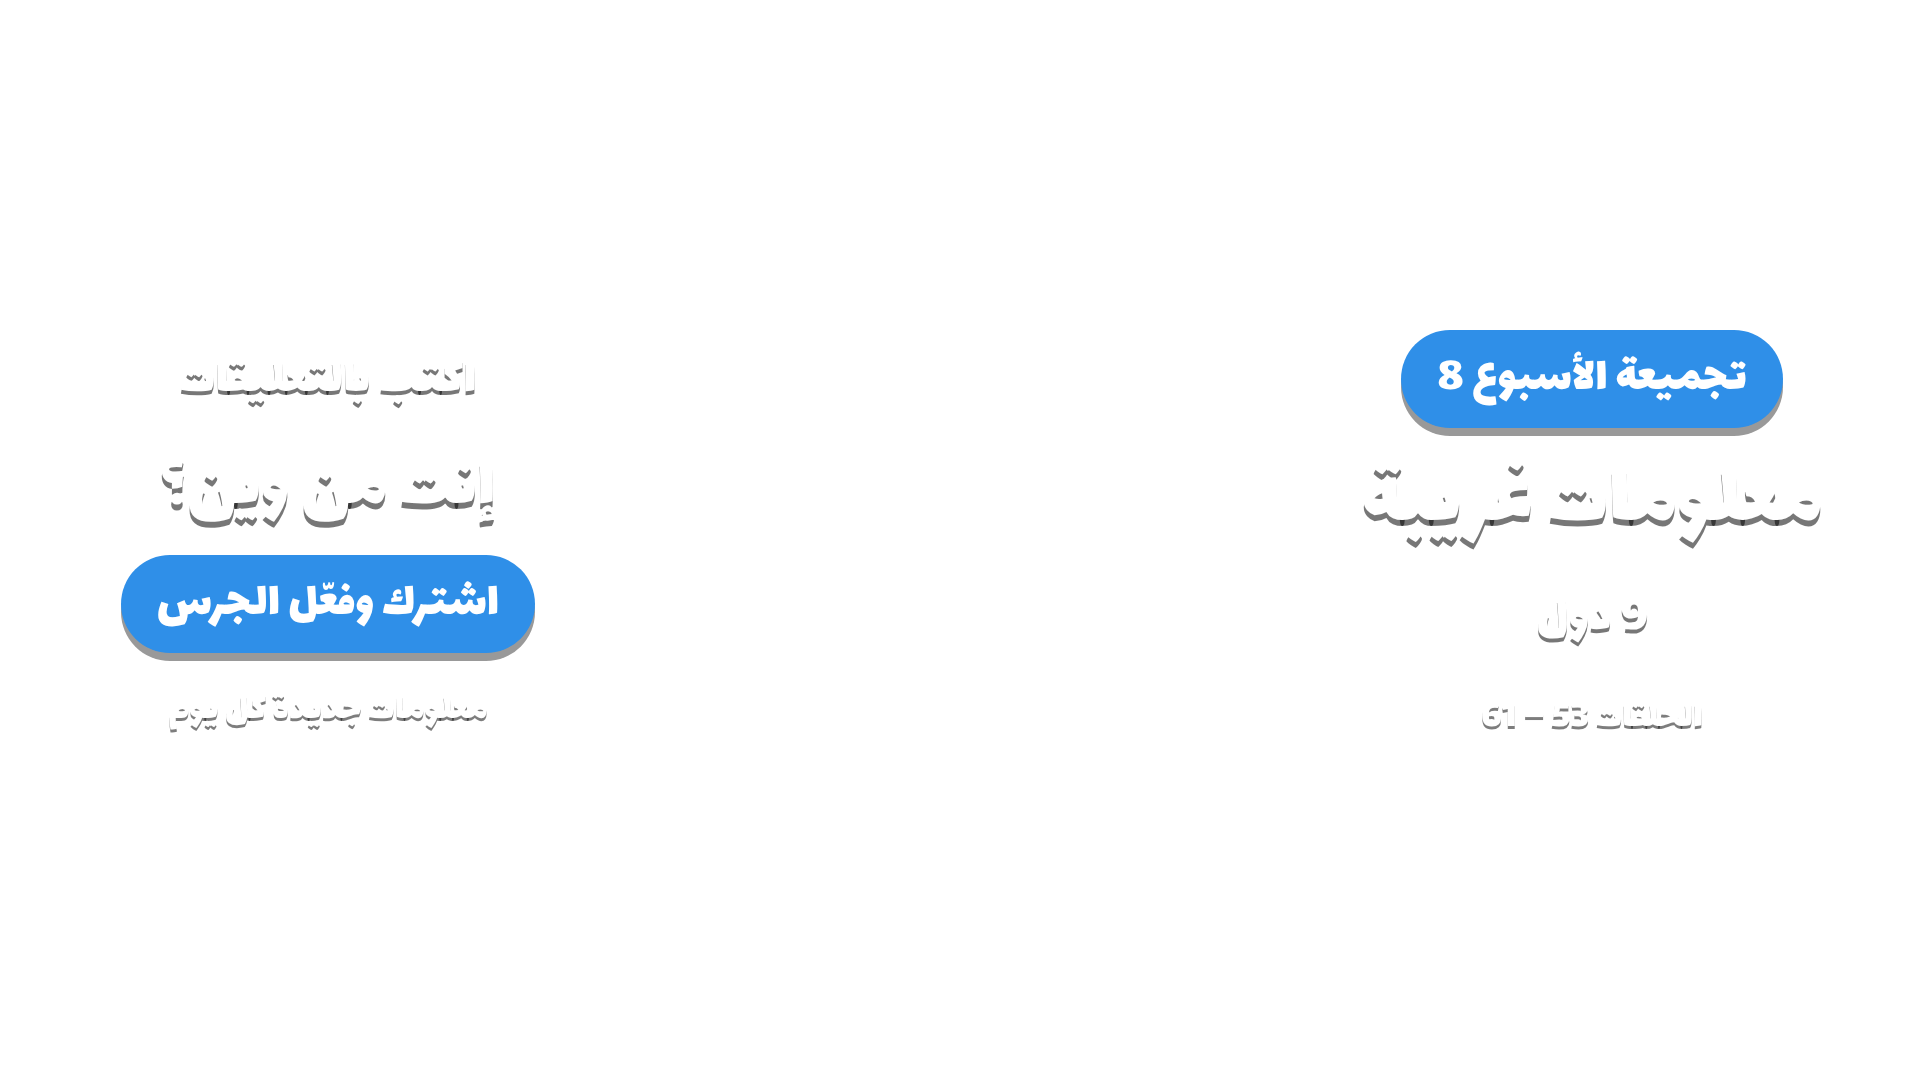 تجميعة الأسبوع 8
معلومات غريبة
9 دول
الحلقات 53 – 61
اكتب بالتعليقات
إنت من وين؟
اشترك وفعّل الجرس
معلومات جديدة كل يوم